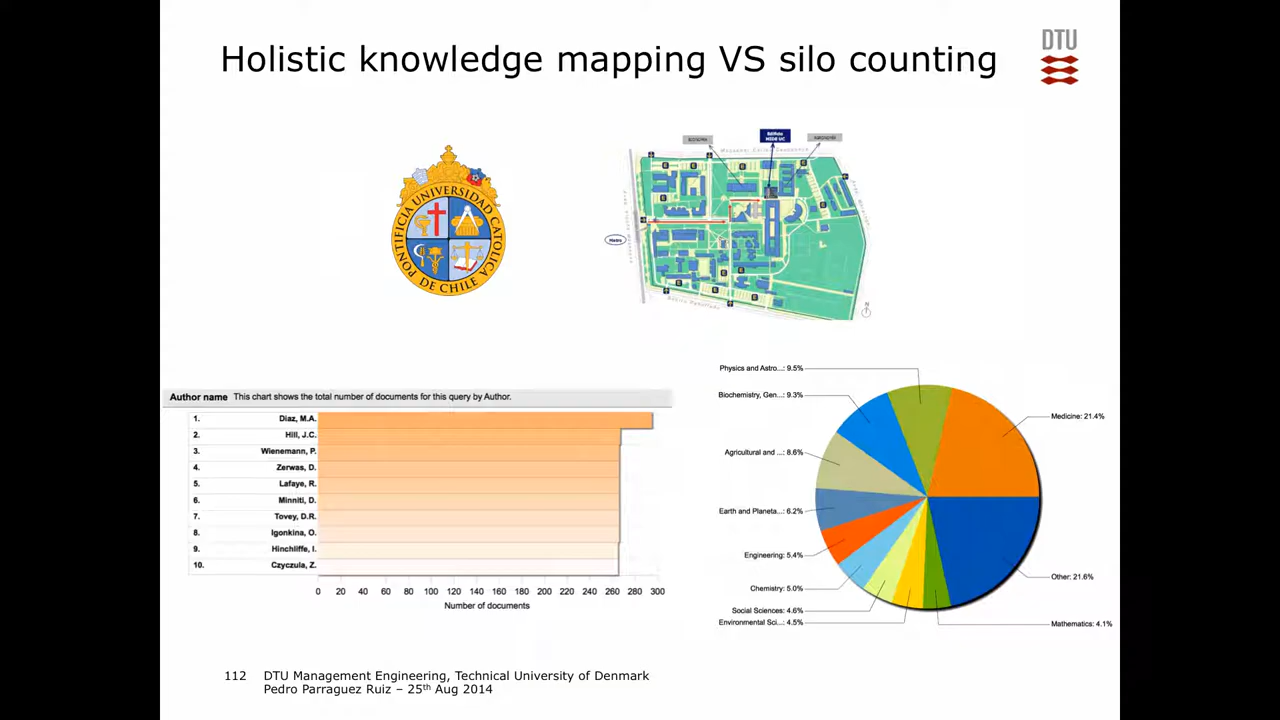 Holistic knowledge mapping VS silo counting
DTU
PONTIFICIA UNIVERSIDAD CATOLICA
DE CHILE
Metro
N
Author name This chart shows the total number of documents for this query by Author.
1. Diaz, M.A.
2. Hill, J.C.
3. Wienemann, P.
4. Zerwas, D.
5. Lafaye, R.
6. Minniti, D.
7. Tovey, D.R.
8. Igonkina, O.
9. Hinchliffe, I.
10. Czyczula, Z.
0 20 40 60 80 100 120 140 160 180 200 220 240 260 280 300
Number of documents
Physics and Astro...: 9.5%
Biochemistry, Gen...: 9.3%
Medicine: 21.4%
Agricultural and ...: 8.6%
Earth and Planeta...: 6.2%
Engineering: 5.4%
Other: 21.6%
Chemistry: 5.0%
Social Sciences: 4.6%
Environmental Sci...: 4.5%
Mathematics: 4.1%
112 DTU Management Engineering, Technical University of Denmark
Pedro Parraguez Ruiz – 25th Aug 2014